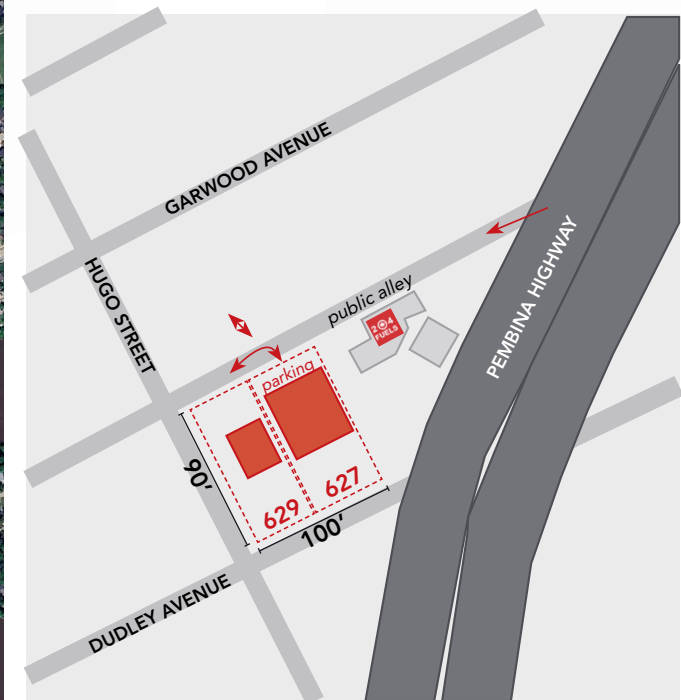 GARWOOD AVENUE
HUGO STREET
PEMBINA HIGHWAY
public alley
204
FUELS
parking
90’
629
627
100’
DUDLEY AVENUE